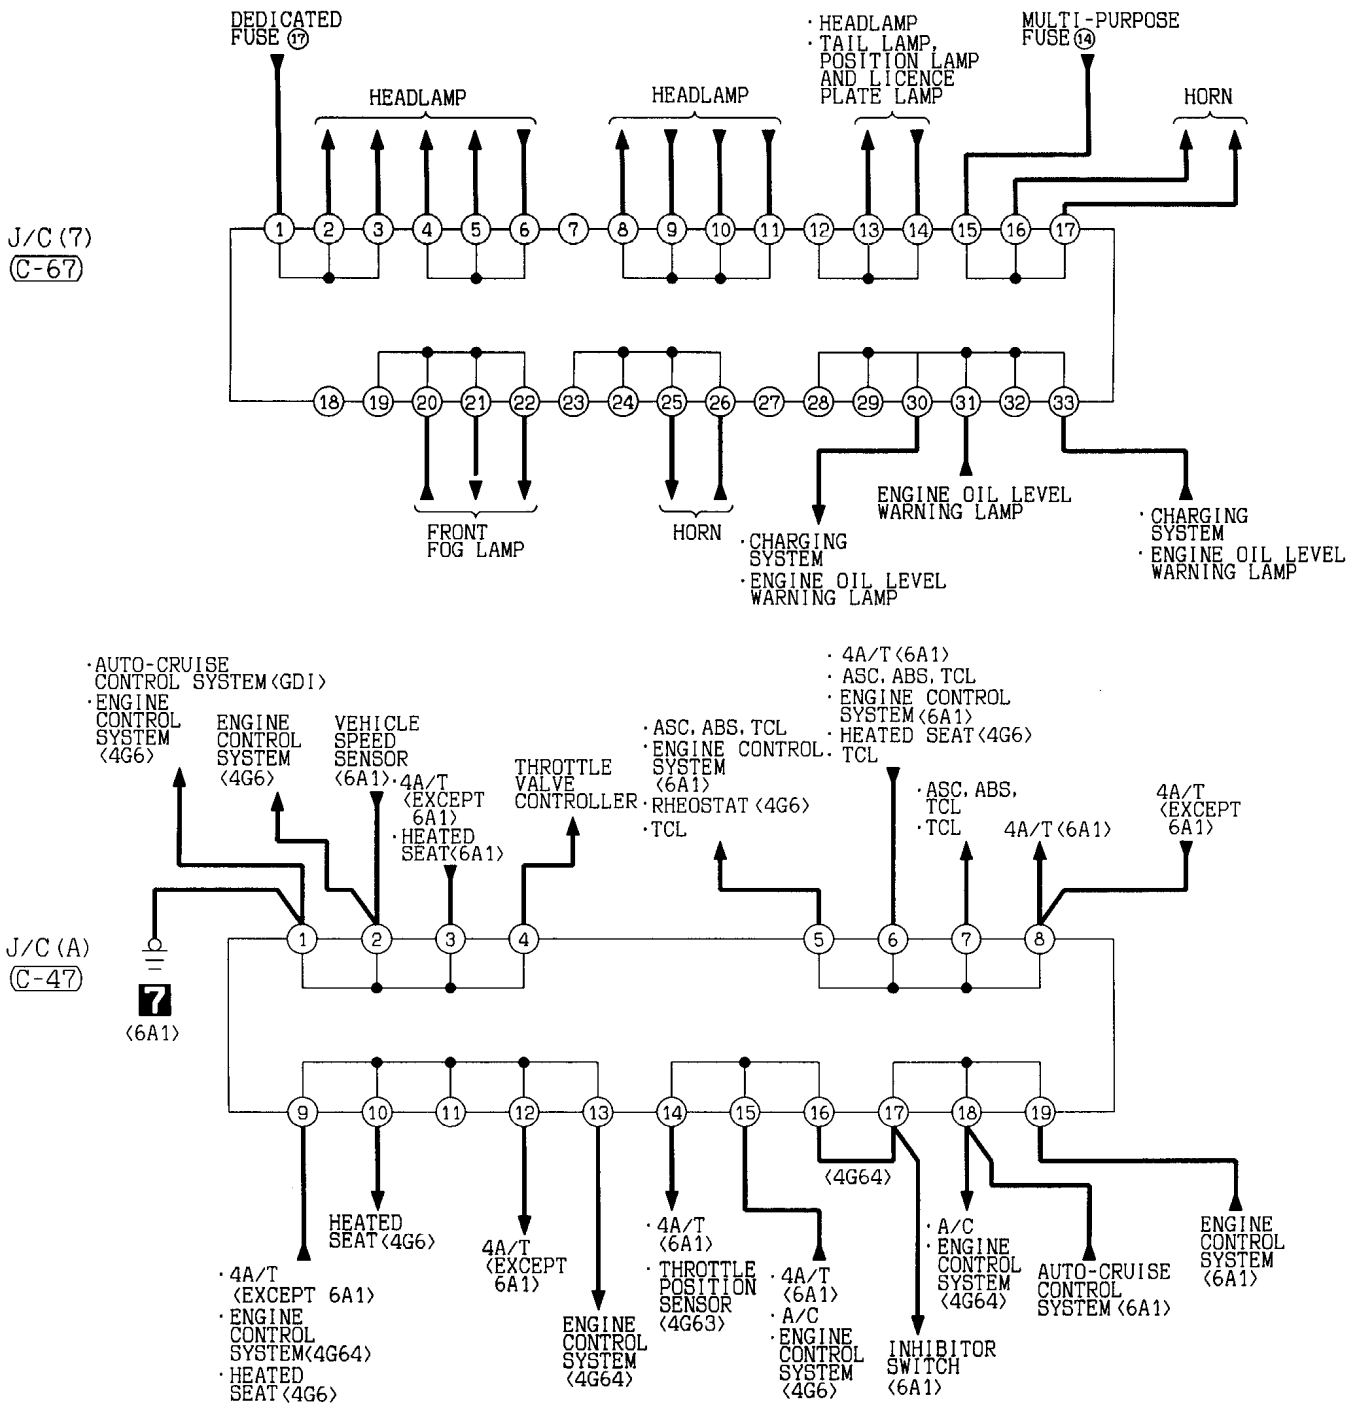 DEDICATED
FUSE ⑰
HEADLAMP
HEADLAMP
· HEADLAMP
· TAIL LAMP,
POSITION LAMP
AND LICENCE
PLATE LAMP
MULTI-PURPOSE
FUSE ⑭
HORN
J/C (7)
C-67
1 2 3 4 5 6 7 8 9 10 11 12 13 14 15 16 17
18 19 20 21 22 23 24 25 26 27 28 29 30 31 32 33
FRONT
FOG LAMP
HORN
· CHARGING
SYSTEM
· ENGINE OIL LEVEL
WARNING LAMP
ENGINE OIL LEVEL
WARNING LAMP
· CHARGING
SYSTEM
· ENGINE OIL LEVEL
WARNING LAMP
· AUTO-CRUISE
CONTROL SYSTEM<GDI>
· ENGINE
CONTROL
SYSTEM
<4G6>
ENGINE
CONTROL
SYSTEM
<4G6>
VEHICLE
SPEED
SENSOR
<6A1>
· 4A/T
<EXCEPT
6A1>
· HEATED
SEAT<6A1>
THROTTLE
VALVE
CONTROLLER
· ASC, ABS, TCL
· ENGINE CONTROL
SYSTEM
<6A1>
· RHEOSTAT<4G6>
· TCL
· 4A/T<6A1>
· ASC, ABS, TCL
· ENGINE CONTROL
SYSTEM<6A1>
· HEATED SEAT<4G6>
· TCL
· ASC, ABS,
TCL
· TCL
4A/T<6A1>
4A/T
<EXCEPT
6A1>
J/C (A)
C-47
7
<6A1>
1 2 3 4 5 6 7 8
9 10 11 12 13 14 15 16 17 18 19
<4G64>
· 4A/T
<EXCEPT 6A1>
· ENGINE
CONTROL
SYSTEM<4G64>
· HEATED
SEAT<4G6>
HEATED
SEAT<4G6>
4A/T
<EXCEPT
6A1>
ENGINE
CONTROL
SYSTEM
<4G64>
· 4A/T
<6A1>
· THROTTLE
POSITION
SENSOR
<4G63>
· 4A/T
<6A1>
· A/C
· ENGINE
CONTROL
SYSTEM
<4G6>
INHIBITOR
SWITCH
<6A1>
· A/C
· ENGINE
CONTROL
SYSTEM
<4G64>
AUTO-CRUISE
CONTROL
SYSTEM<6A1>
ENGINE
CONTROL
SYSTEM
<6A1>